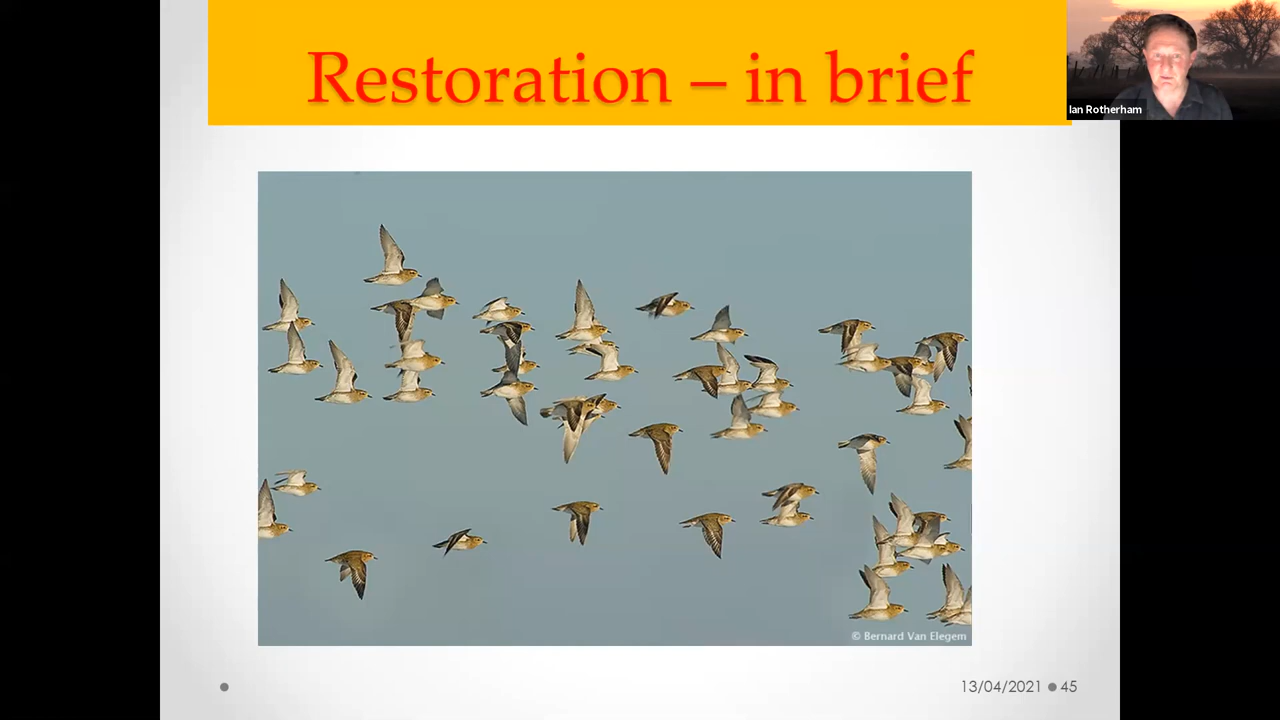 Restoration – in brief
Ian Rotherham
© Bernard Van Elegem
13/04/2021
45